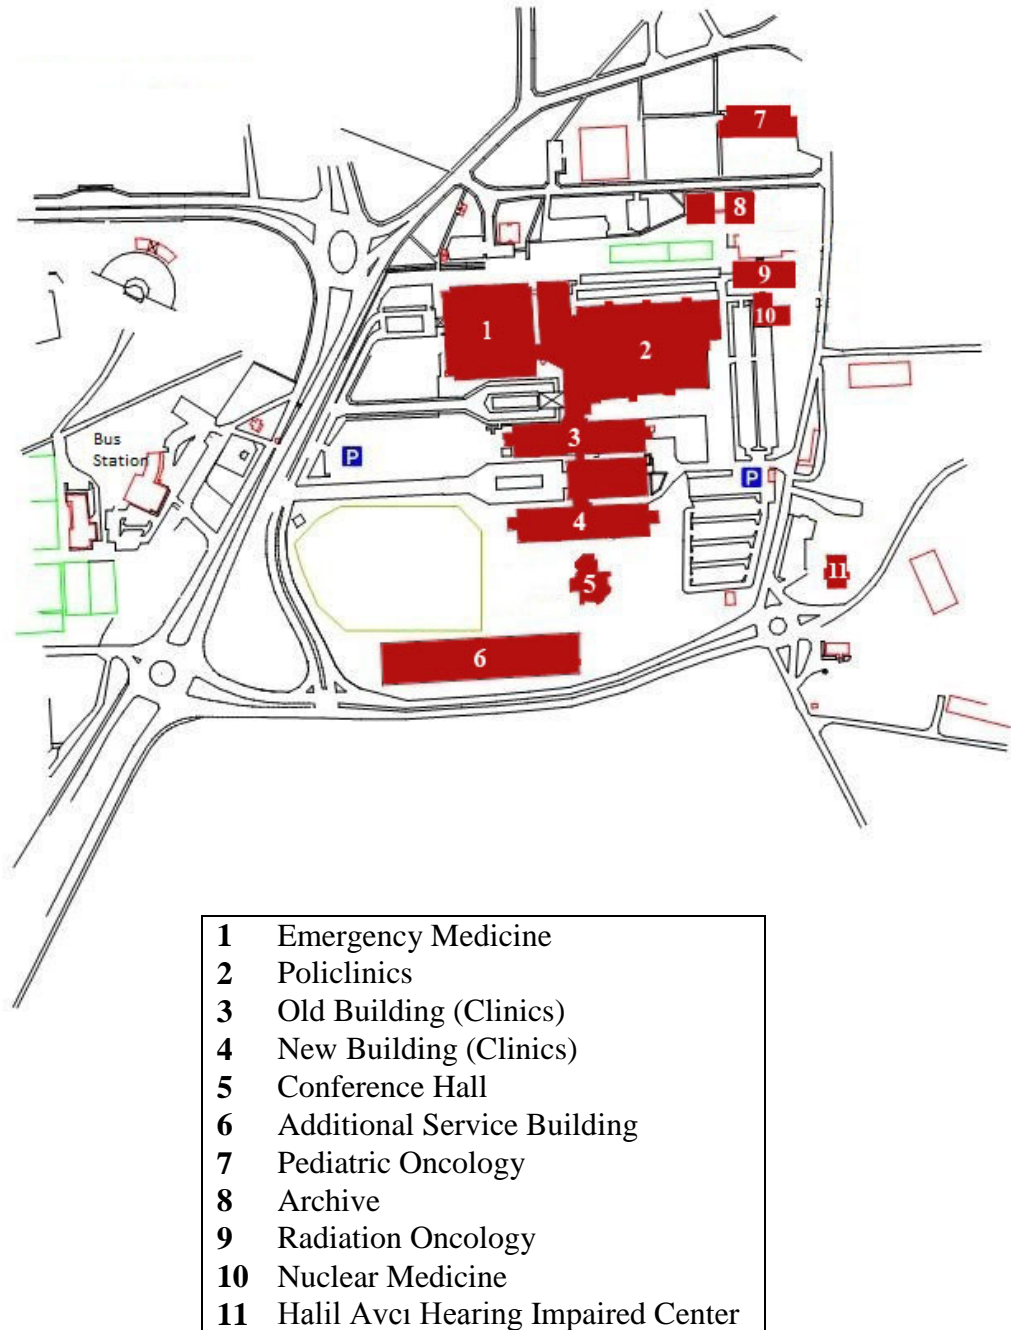 7
8
9
10
1
2
3
Bus
Station
P
P
4
11
5
6
1 Emergency Medicine
2 Policlinics
3 Old Building (Clinics)
4 New Building (Clinics)
5 Conference Hall
6 Additional Service Building
7 Pediatric Oncology
8 Archive
9 Radiation Oncology
10 Nuclear Medicine
11 Halil Avcı Hearing Impaired Center